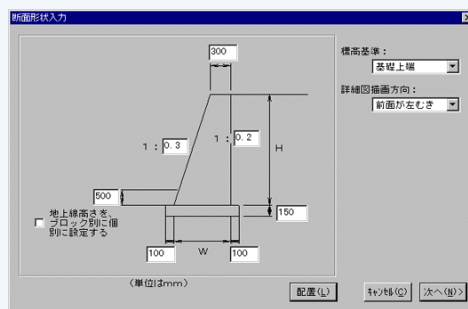 断面形状入力
300
標高基準：
基礎上端
詳細図描画方向：
前面が左むき
1 : 0.3
1 : 0.2
H
500
150
地上線高さを、
ブロック別に個
別に設定する
100
W
100
(単位はmm)
配置(L)
ｷｬﾝｾﾙ(C)
次へ(N)>